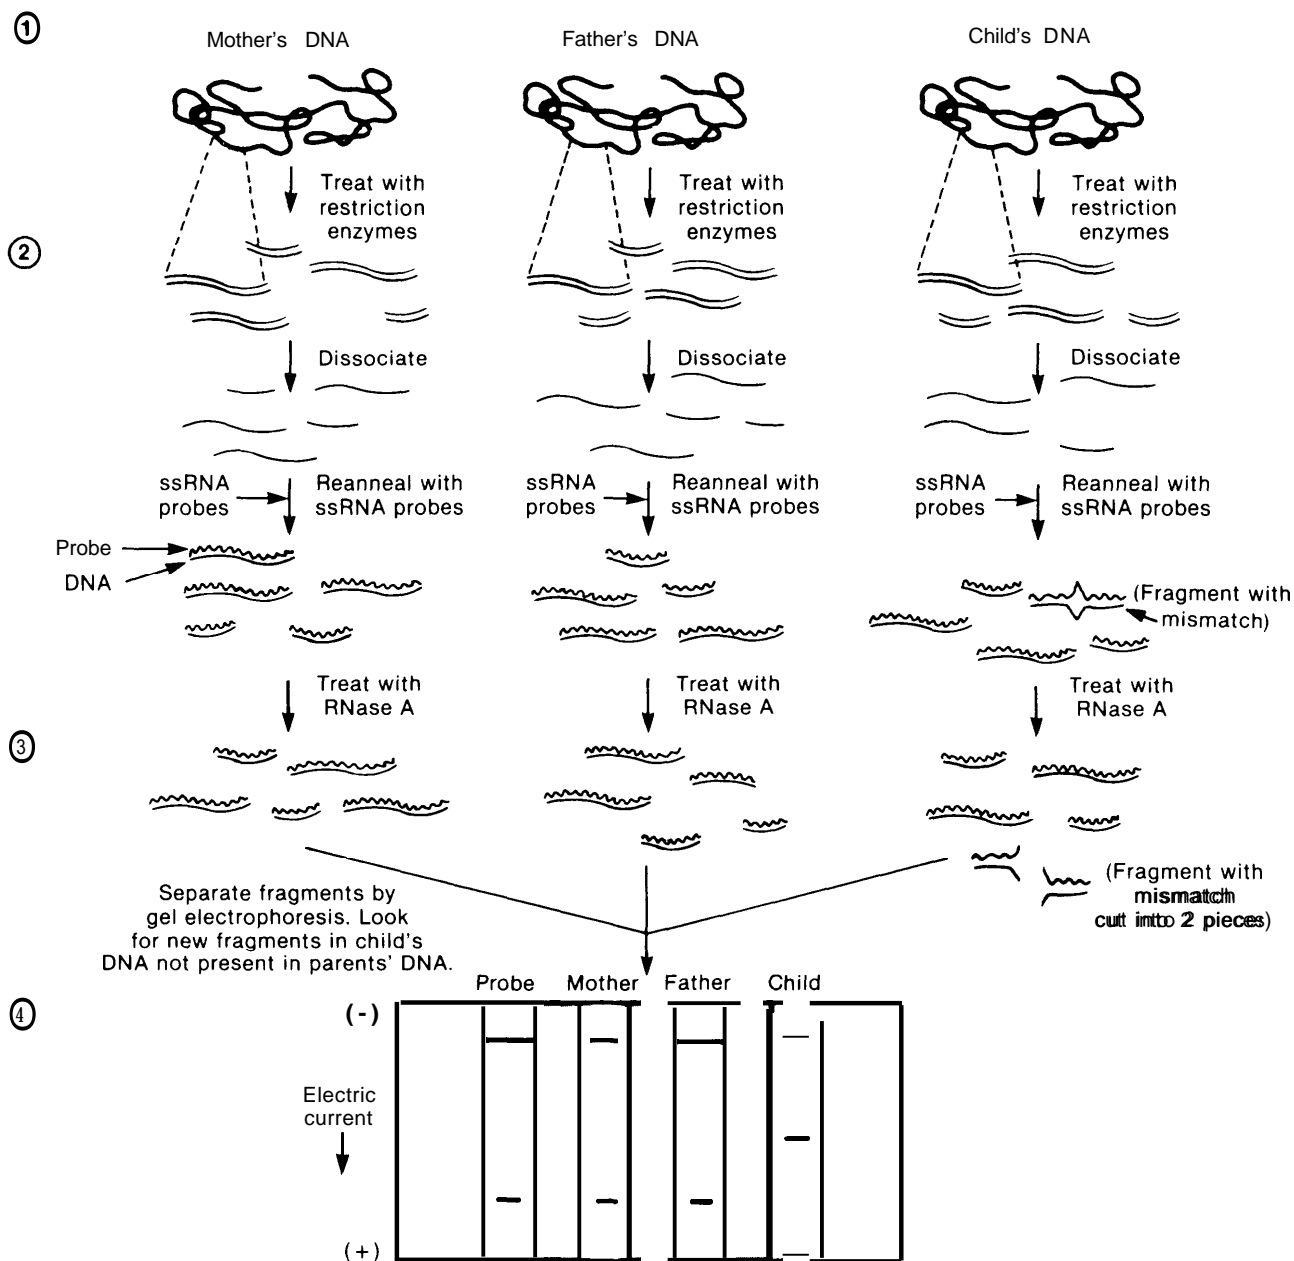 1
Mother's DNA
Father's DNA
Child's DNA
Treat with
restriction
enzymes
Treat with
restriction
enzymes
Treat with
restriction
enzymes
2
Dissociate
Dissociate
Dissociate
ssRNA
probes
Reanneal with
ssRNA probes
ssRNA
probes
Reanneal with
ssRNA probes
ssRNA
probes
Reanneal with
ssRNA probes
Probe
DNA
(Fragment with
mismatch)
Treat with
RNase A
Treat with
RNase A
Treat with
RNase A
3
(Fragment with
mismatch
cut into 2 pieces)
Separate fragments by
gel electrophoresis. Look
for new fragments in child's
DNA not present in parents' DNA.
Probe Mother Father Child
4
(-)
Electric
current
(+)